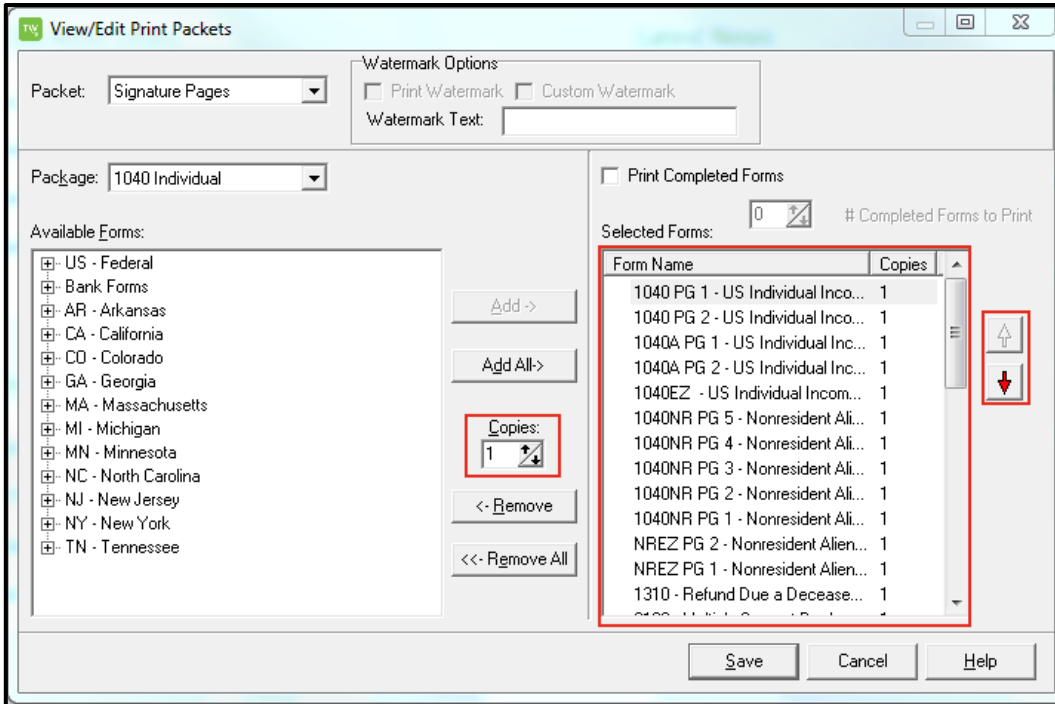 TW View/Edit Print Packets
Packet: Signature Pages
Watermark Options
Print Watermark Custom Watermark
Watermark Text:
Package: 1040 Individual
Available Forms:
US - Federal
Bank Forms
AR - Arkansas
CA - California
CO - Colorado
GA - Georgia
MA - Massachusetts
MI - Michigan
MN - Minnesota
NC - North Carolina
NJ - New Jersey
NY - New York
TN - Tennessee
Add ->
Add All->
Copies:
1
<- Remove
<<- Remove All
Print Completed Forms
0 # Completed Forms to Print
Selected Forms:
Form Name Copies
1040 PG 1 - US Individual Inco... 1
1040 PG 2 - US Individual Inco... 1
1040A PG 1 - US Individual Inc... 1
1040A PG 2 - US Individual Inc... 1
1040EZ - US Individual Incom... 1
1040NR PG 5 - Nonresident Ali... 1
1040NR PG 4 - Nonresident Ali... 1
1040NR PG 3 - Nonresident Ali... 1
1040NR PG 2 - Nonresident Ali... 1
1040NR PG 1 - Nonresident Ali... 1
NREZ PG 2 - Nonresident Alien... 1
NREZ PG 1 - Nonresident Alien... 1
1310 - Refund Due a Decease... 1
Save Cancel Help